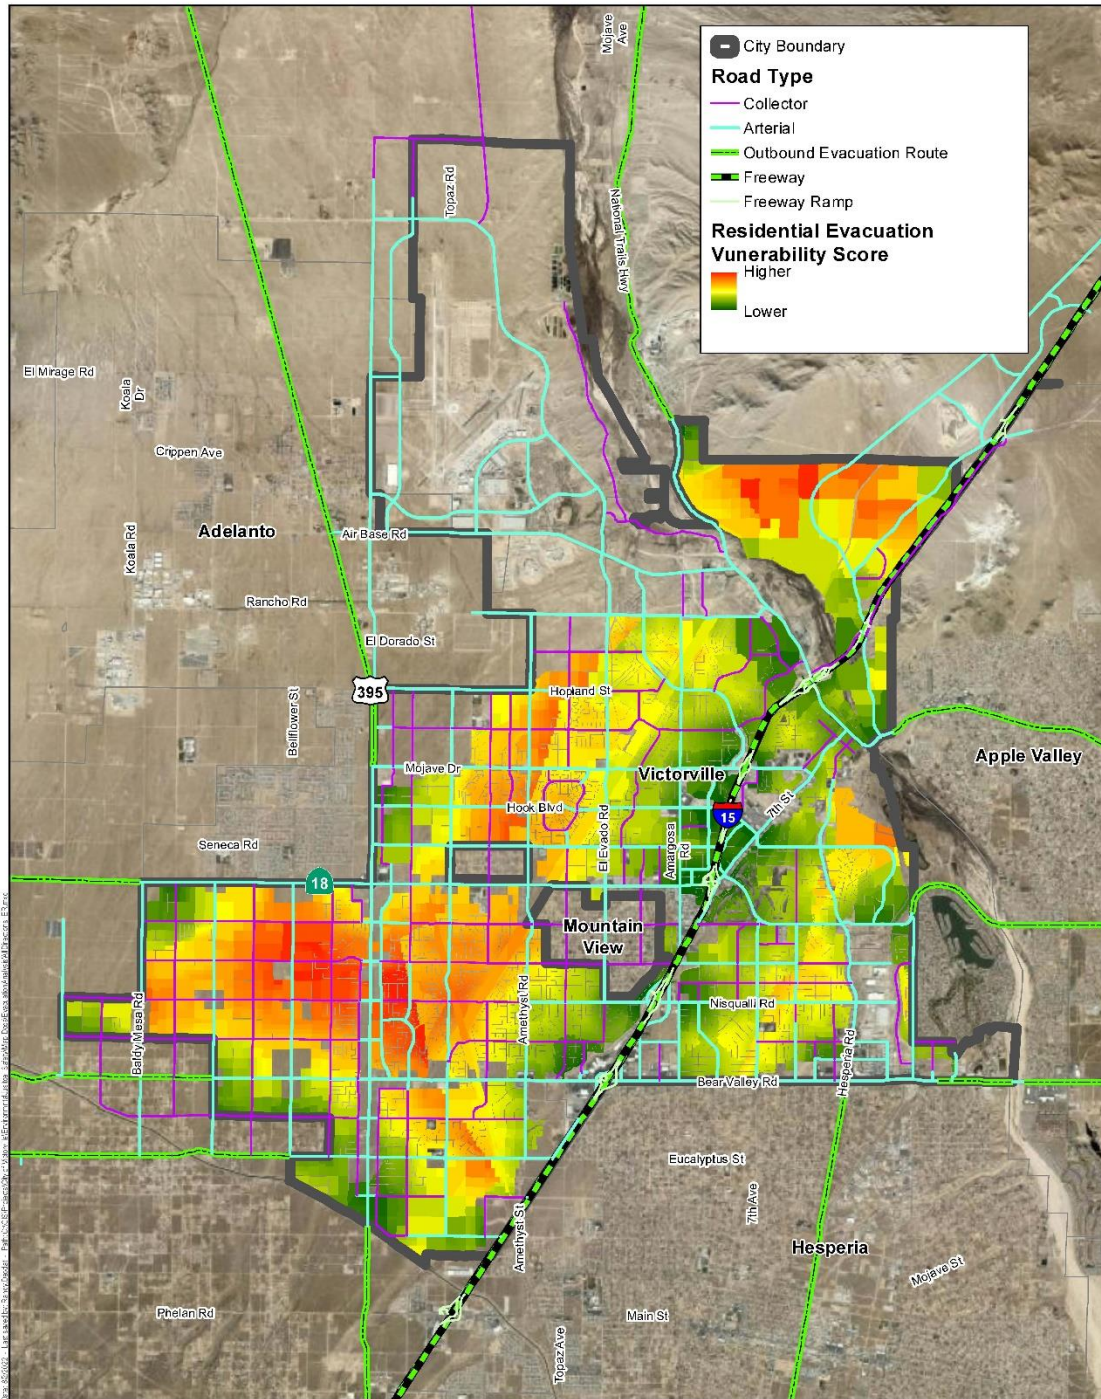 City Boundary
Road Type
Collector
Arterial
Outbound Evacuation Route
Freeway
Freeway Ramp
Residential Evacuation
Vunerability Score
Higher
Lower
Mojave
Ave
Topaz Rd
National Trails Hwy
El Mirage Rd
Koala
Dr
Crippen Ave
Adelanto
Air Base Rd
Koala Rd
Rancho Rd
El Dorado St
395
Hopland St
Bellflower St
Mojave Dr
Victorville
Apple Valley
Hook Blvd
El Evado Rd
Amargosa
Rd
15
7th St
Seneca Rd
18
Mountain
View
Baldy Mesa Rd
Amethyst Rd
Nisqualli Rd
Hesperia Rd
Bear Valley Rd
Eucalyptus St
7th Ave
Amethyst St
Hesperia
Mojave St
Phelan Rd
Main St
Topaz Ave